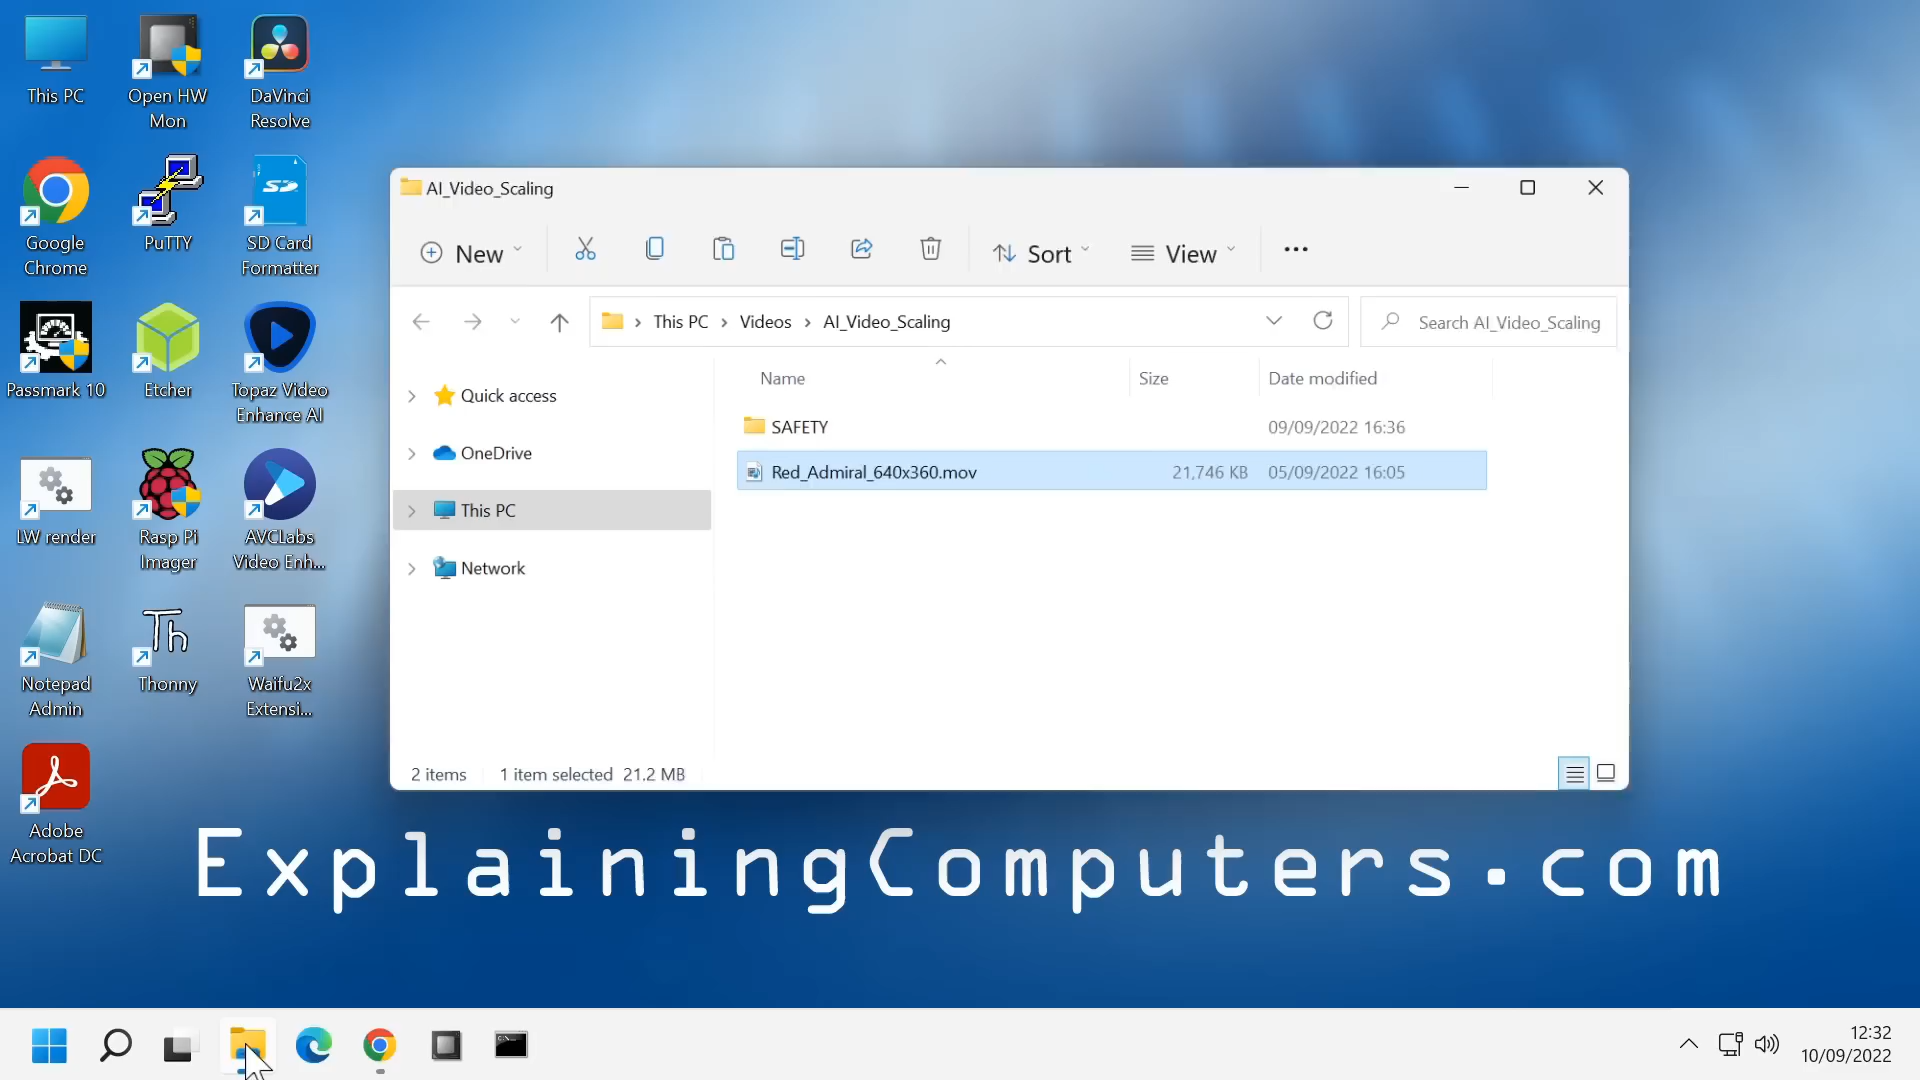 This PC
Open HW
Mon
DaVinci
Resolve
Google
Chrome
PuTTY
SD
SD Card
Formatter
Passmark 10
Etcher
Topaz Video
Enhance AI
LW render
Rasp Pi
Imager
AVCLabs
Video Enh...
Notepad
Admin
Th
Thonny
Waifu2x
Extensi...
Adobe
Acrobat DC
AI_Video_Scaling
New
Sort
View
This PC > Videos > AI_Video_Scaling
Search AI_Video_Scaling
Quick access
OneDrive
This PC
Network
Name Size Date modified
SAFETY 09/09/2022 16:36
Red_Admiral_640x360.mov 21,746 KB 05/09/2022 16:05
2 items 1 item selected 21.2 MB
ExplainingComputers.com
12:32
10/09/2022